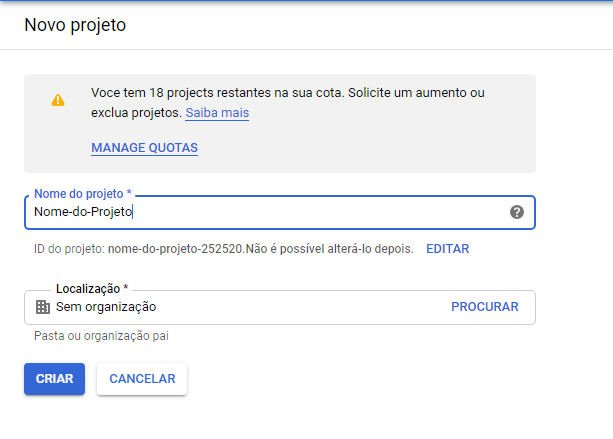 Novo projeto
Voce tem 18 projects restantes na sua cota. Solicite um aumento ou
exclua projetos. Saiba mais
MANAGE QUOTAS
Nome do projeto *
Nome-do-Projeto
ID do projeto: nome-do-projeto-252520.Não é possível alterá-lo depois. EDITAR
Localização *
Sem organização PROCURAR
Pasta ou organização pai
CRIAR CANCELAR